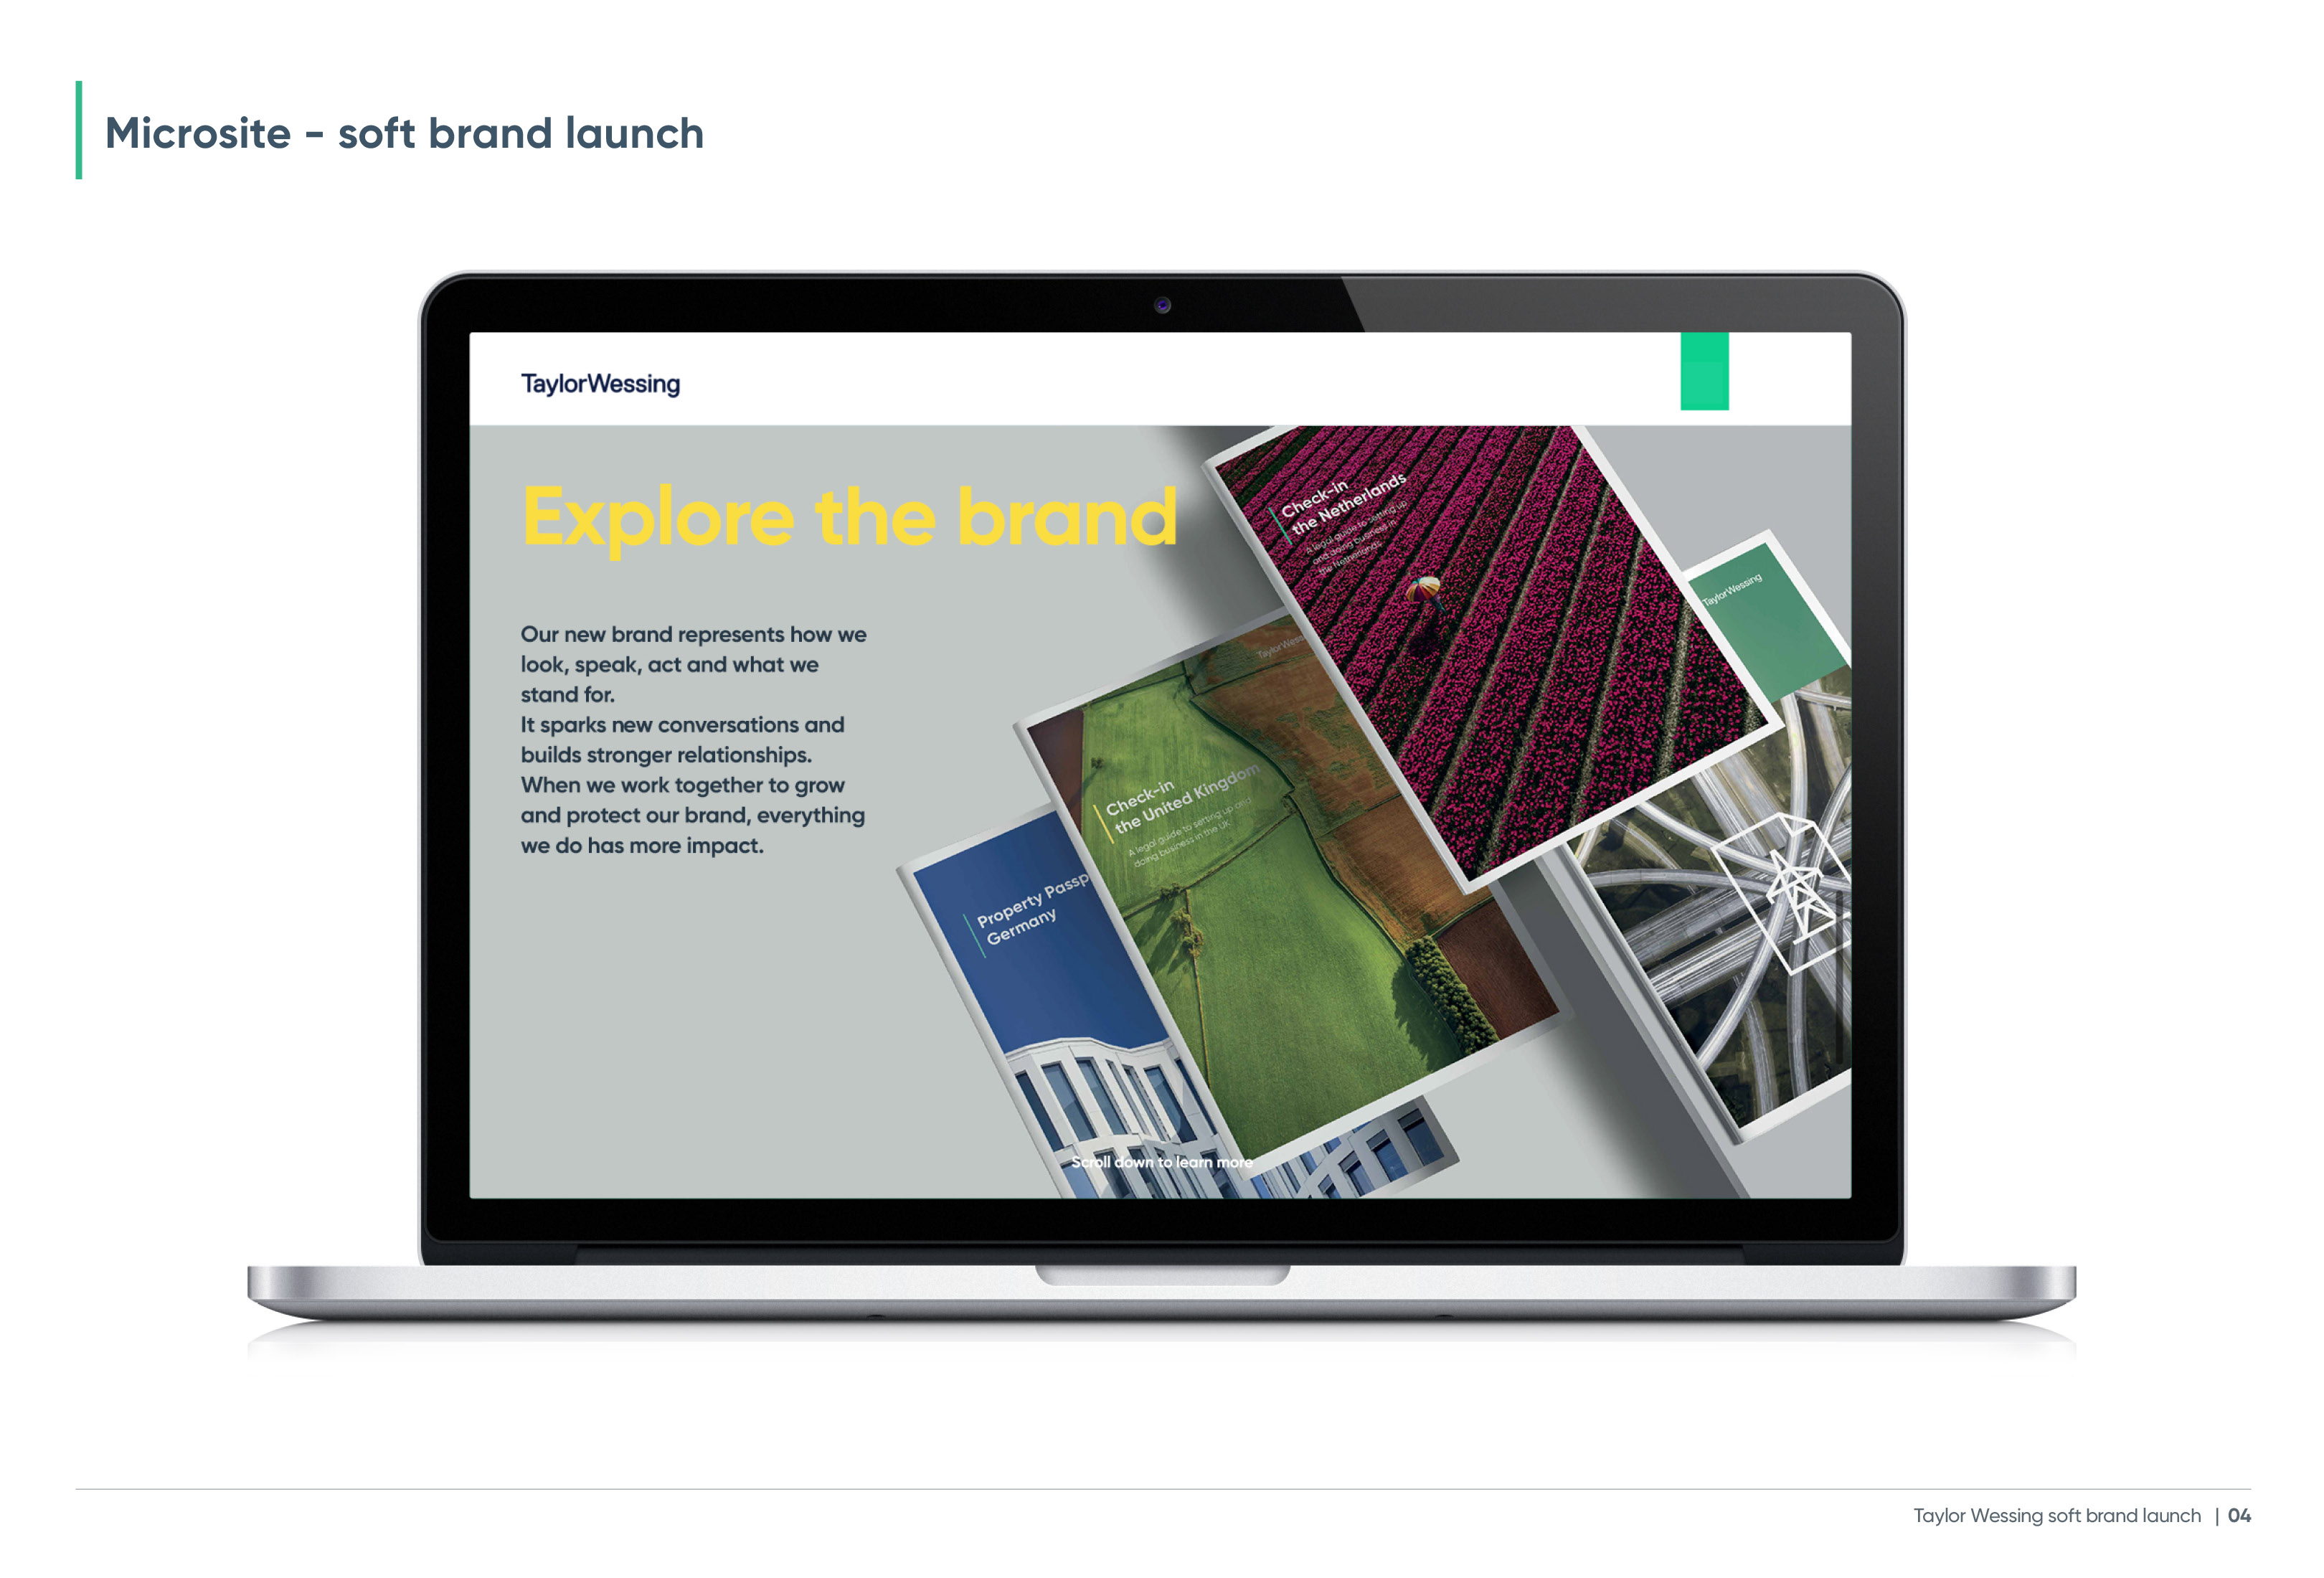 Microsite - soft brand launch
TaylorWessing
Explore the brand
Our new brand represents how we
look, speak, act and what we
stand for.
It sparks new conversations and
builds stronger relationships.
When we work together to grow
and protect our brand, everything
we do has more impact.
Check-in
the Netherlands
A legal guide to setting up
and doing business in
the Netherlands
TaylorWessing
TaylorWess
Check-in
the United Kingdom
A legal guide to setting up and
doing business in the UK
Property Passp
Germany
Scroll down to learn more
Taylor Wessing soft brand launch | 04